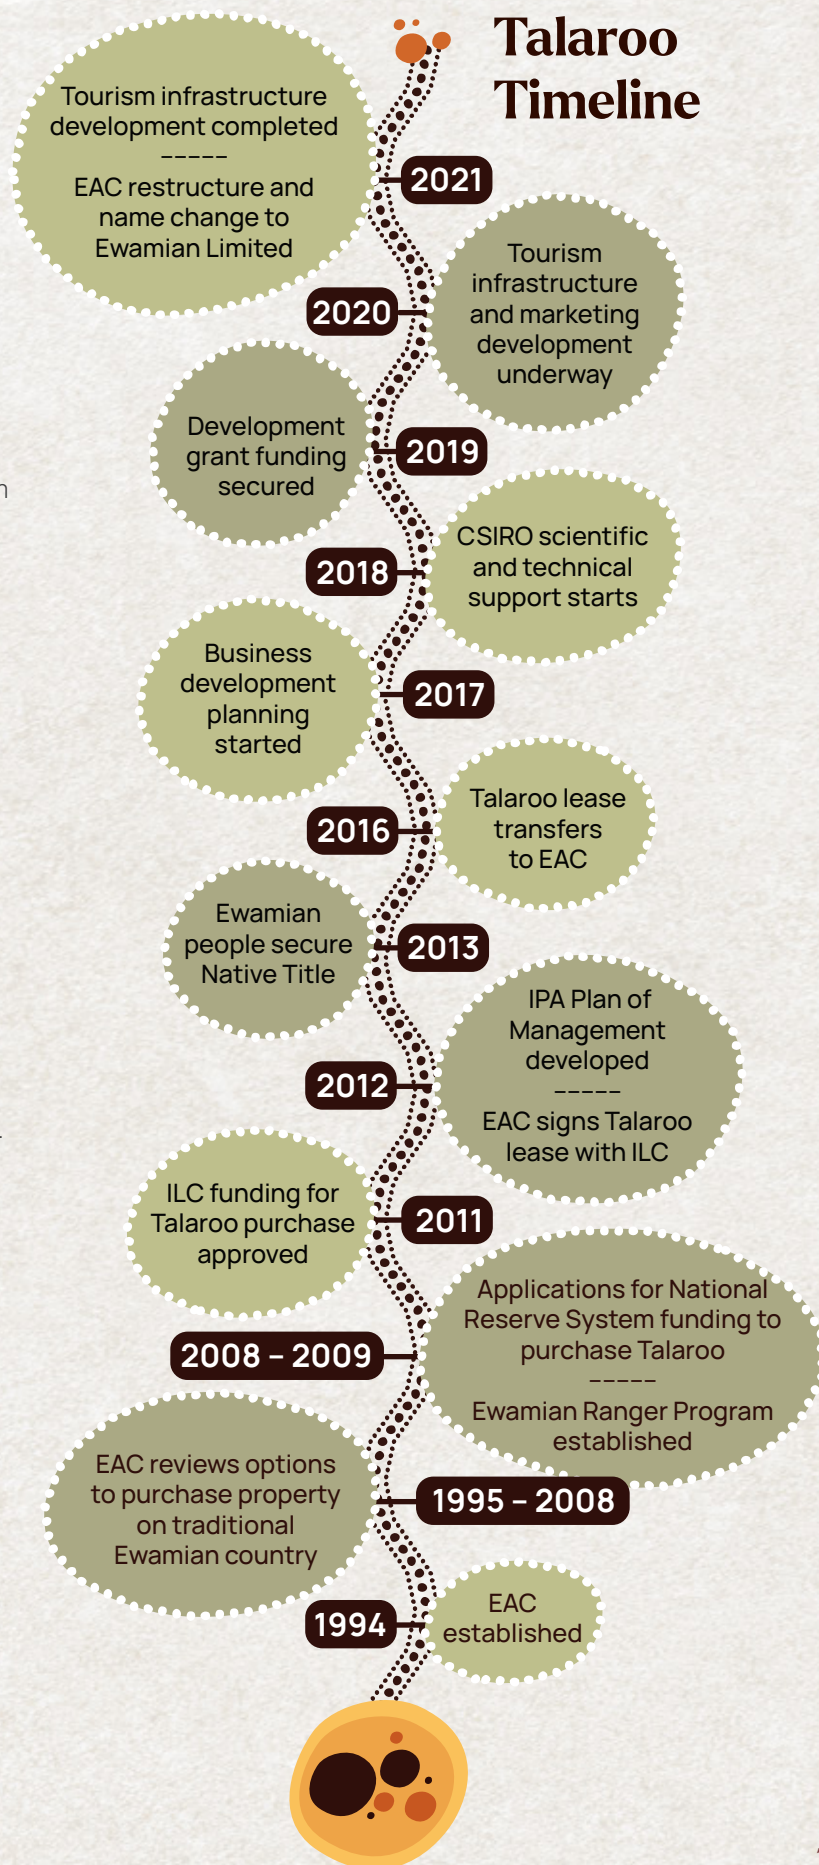 Talaroo
Timeline
Tourism infrastructure
development completed
-----
EAC restructure and
name change to
Ewamian Limited
2021
Tourism
infrastructure
and marketing
development
underway
2020
Development
grant funding
secured
2019
CSIRO scientific
and technical
support starts
2018
Business
development
planning
started
2017
Talaroo lease
transfers
to EAC
2016
Ewamian
people secure
Native Title
2013
IPA Plan of
Management
developed
-----
EAC signs Talaroo
lease with ILC
2012
ILC funding for
Talaroo purchase
approved
2011
Applications for National
Reserve System funding to
purchase Talaroo
-----
Ewamian Ranger Program
established
2008 – 2009
EAC reviews options
to purchase property
on traditional
Ewamian country
1995 – 2008
EAC
established
1994